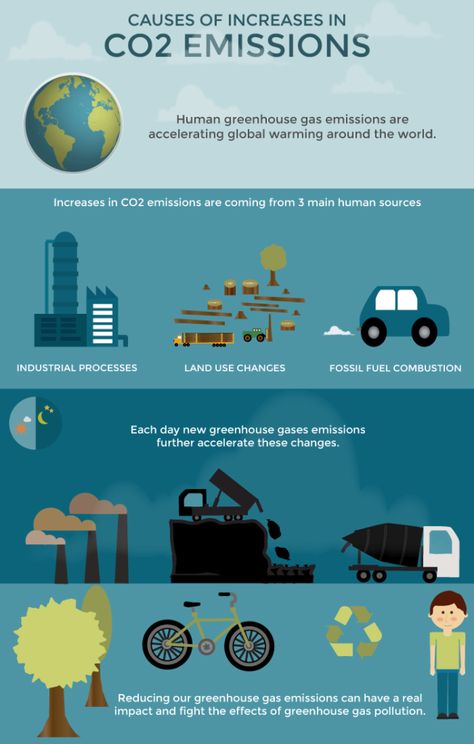 CAUSES OF INCREASES IN
CO2 EMISSIONS
Human greenhouse gas emissions are
accelerating global warming around the world.
Increases in CO2 emissions are coming from 3 main human sources
INDUSTRIAL PROCESSES
LAND USE CHANGES
FOSSIL FUEL COMBUSTION
Each day new greenhouse gases emissions
further accelerate these changes.
Reducing our greenhouse gas emissions can have a real
impact and fight the effects of greenhouse gas pollution.